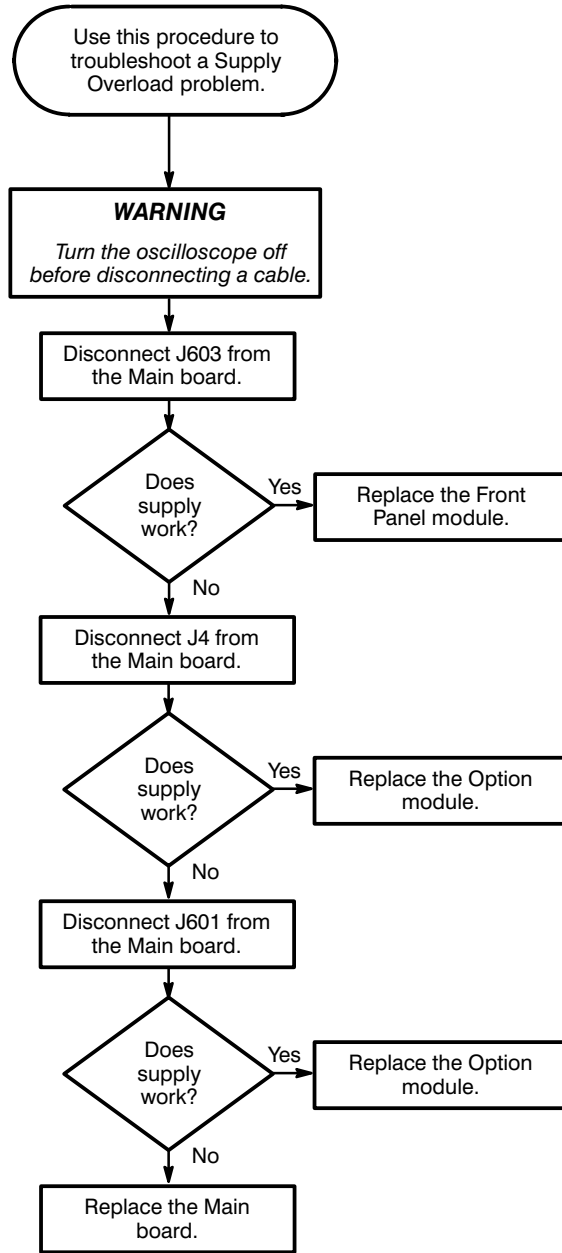 Use this procedure to
troubleshoot a Supply
Overload problem.
WARNING
Turn the oscilloscope off
before disconnecting a cable.
Disconnect J603 from
the Main board.
Does
supply
work?
Yes
Replace the Front
Panel module.
No
Disconnect J4 from
the Main board.
Does
supply
work?
Yes
Replace the Option
module.
No
Disconnect J601 from
the Main board.
Does
supply
work?
Yes
Replace the Option
module.
No
Replace the Main
board.